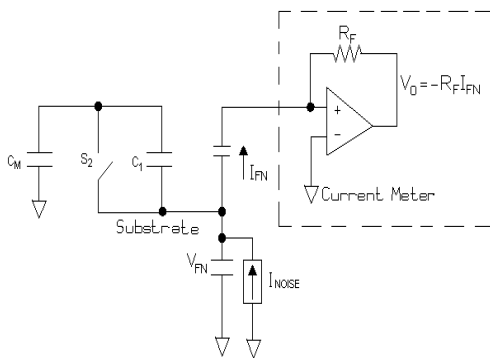 R_F
V_O = -R_F I_FN
+
-
C_M
S_2
C_1
I_FN
Current Meter
Substrate
V_FN
I_NOISE